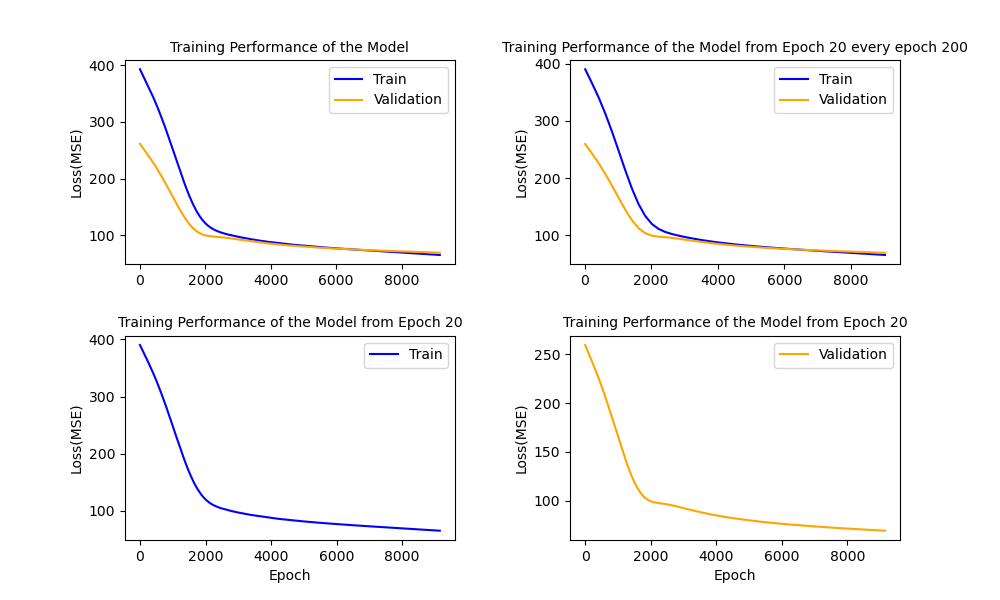 Training Performance of the Model
400
300
200
100
Loss(MSE)
Train
Validation
0
2000
4000
6000
8000
Training Performance of the Model from Epoch 20 every epoch 200
400
300
200
100
Loss(MSE)
Train
Validation
0
2000
4000
6000
8000
Training Performance of the Model from Epoch 20
400
300
200
100
Loss(MSE)
Train
0
2000
4000
6000
8000
Epoch
Training Performance of the Model from Epoch 20
250
200
150
100
Loss(MSE)
Validation
0
2000
4000
6000
8000
Epoch